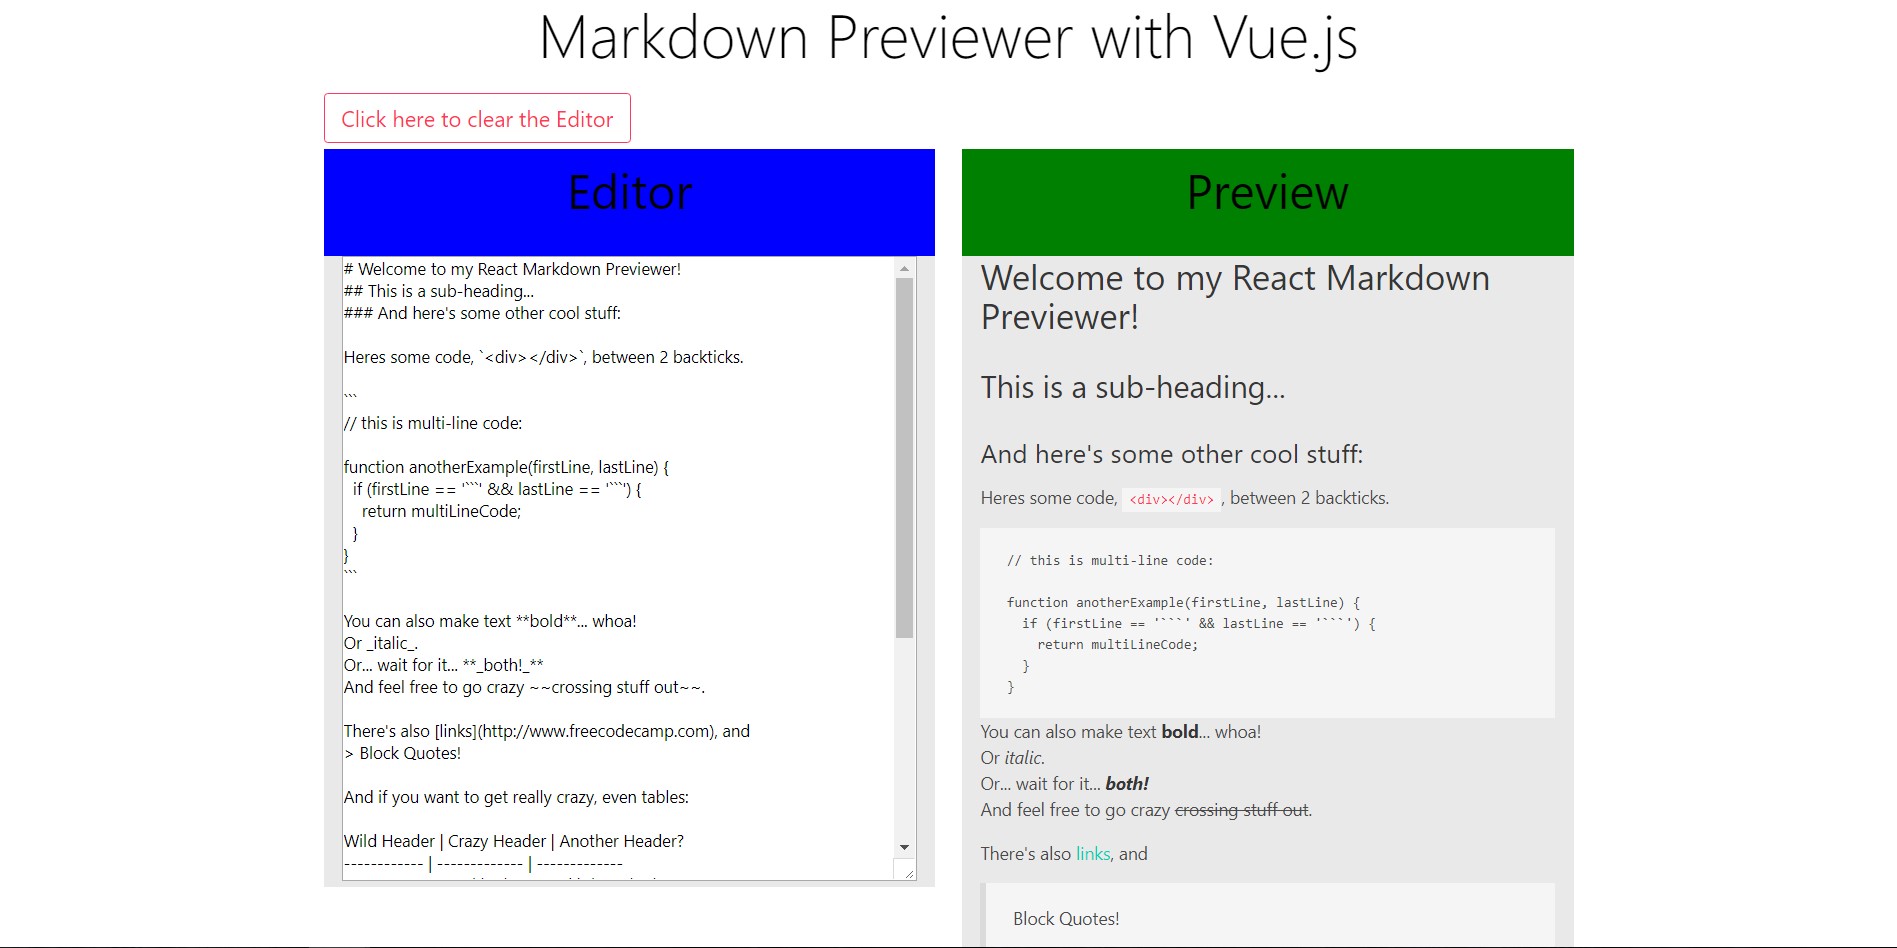 Markdown Previewer with Vue.js
Click here to clear the Editor
Editor
# Welcome to my React Markdown Previewer!
## This is a sub-heading...
### And here's some other cool stuff:
Heres some code, `<div></div>`, between 2 backticks.
```
// this is multi-line code:
function anotherExample(firstLine, lastLine) {
  if (firstLine == '```' && lastLine == '```') {
    return multiLineCode;
  }
}
```
You can also make text **bold**... whoa!
Or _italic_.
Or... wait for it... **_both!_**
And feel free to go crazy ~~crossing stuff out~~.
There's also [links](http://www.freecodecamp.com), and
> Block Quotes!
And if you want to get really crazy, even tables:
Wild Header | Crazy Header | Another Header?
------------ | ------------- | -------------
Preview
Welcome to my React Markdown
Previewer!
This is a sub-heading...
And here's some other cool stuff:
Heres some code, <div></div>, between 2 backticks.
// this is multi-line code:
function anotherExample(firstLine, lastLine) {
  if (firstLine == '```' && lastLine == '```') {
    return multiLineCode;
  }
}
You can also make text bold... whoa!
Or italic.
Or... wait for it... both!
And feel free to go crazy crossing stuff out.
There's also links, and
Block Quotes!